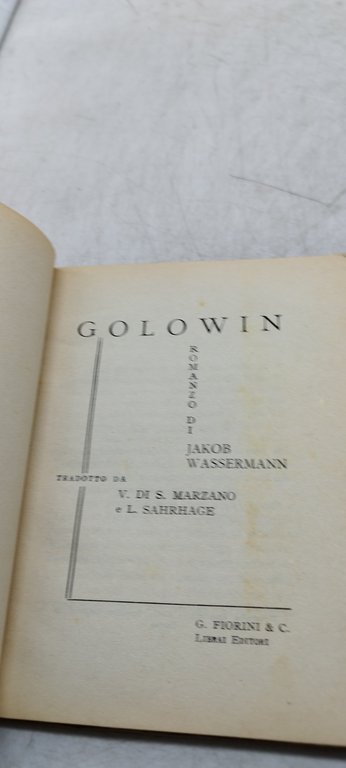 GOLOWIN
ROMANZO DI
JAKOB
WASSERMANN
TRADOTTO DA
V. DI S. MARZANO
e L. SAHRHAGE
G. FIORINI & C.
LIBRAI EDITORI